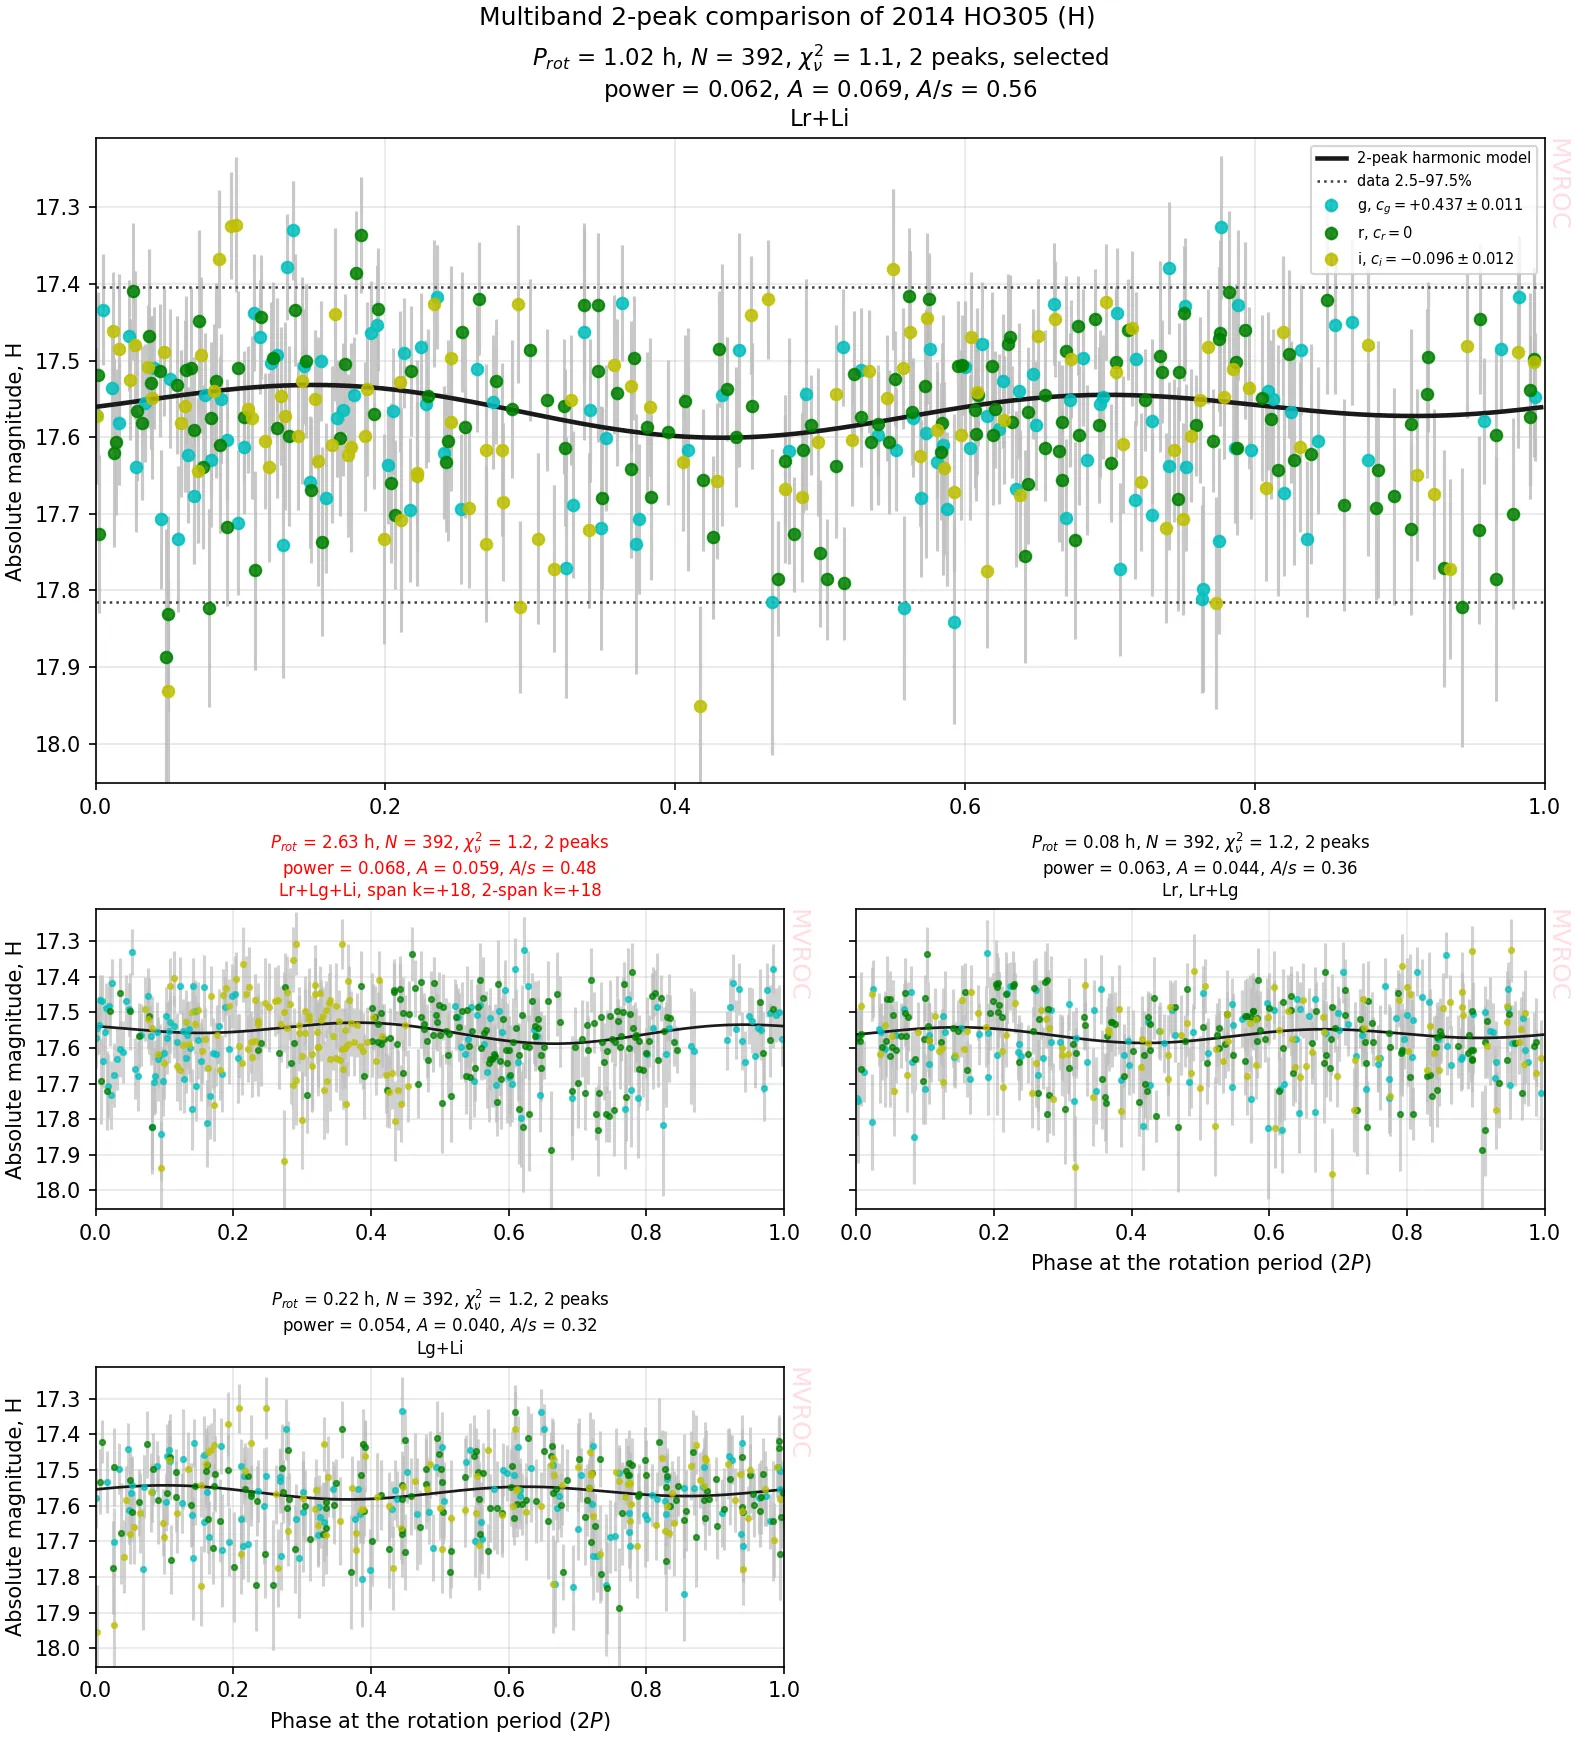 Multiband 2-peak comparison of 2014 HO305 (H)
P_rot = 1.02 h, N = 392, χ²_ν = 1.1, 2 peaks, selected
power = 0.062, A = 0.069, A/s = 0.56
Lr+Li
2-peak harmonic model
data 2.5–97.5%
g, c_g = +0.437 ± 0.011
r, c_r = 0
i, c_i = −0.096 ± 0.012
MVROC
Absolute magnitude, H
17.3
17.4
17.5
17.6
17.7
17.8
17.9
18.0
0.0 0.2 0.4 0.6 0.8 1.0
P_rot = 2.63 h, N = 392, χ²_ν = 1.2, 2 peaks
power = 0.068, A = 0.059, A/s = 0.48
Lr+Lg+Li, span k=+18, 2-span k=+18
MVROC
Absolute magnitude, H
17.3
17.4
17.5
17.6
17.7
17.8
17.9
18.0
0.0 0.2 0.4 0.6 0.8 1.0
P_rot = 0.08 h, N = 392, χ²_ν = 1.2, 2 peaks
power = 0.063, A = 0.044, A/s = 0.36
Lr, Lr+Lg
MVROC
0.0 0.2 0.4 0.6 0.8 1.0
Phase at the rotation period (2P)
P_rot = 0.22 h, N = 392, χ²_ν = 1.2, 2 peaks
power = 0.054, A = 0.040, A/s = 0.32
Lg+Li
MVROC
Absolute magnitude, H
17.3
17.4
17.5
17.6
17.7
17.8
17.9
18.0
0.0 0.2 0.4 0.6 0.8 1.0
Phase at the rotation period (2P)